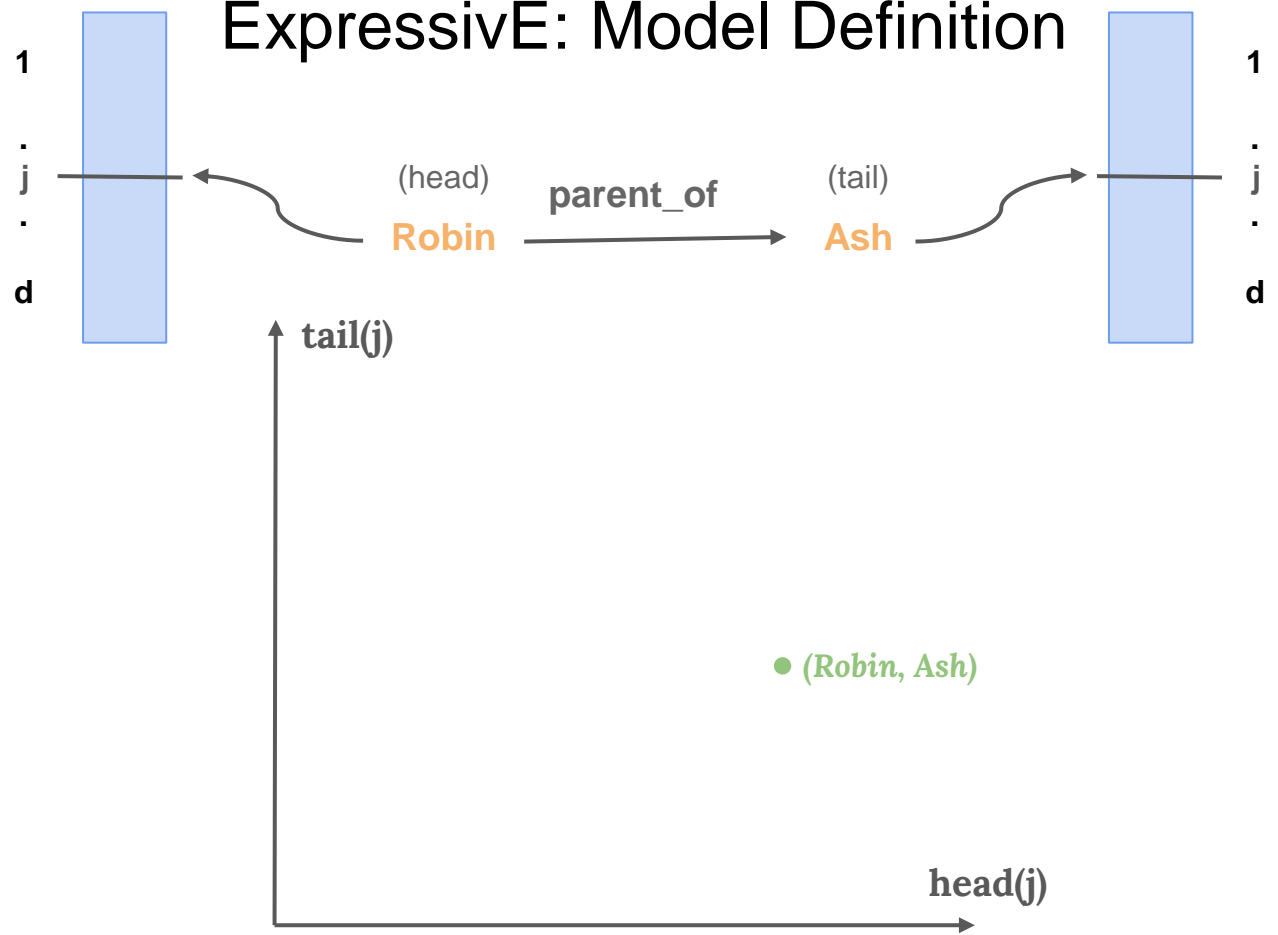 ExpressivE: Model Definition
1
.
j
.
d
(head)
Robin
parent_of
(tail)
Ash
1
.
j
.
d
tail(j)
(Robin, Ash)
head(j)